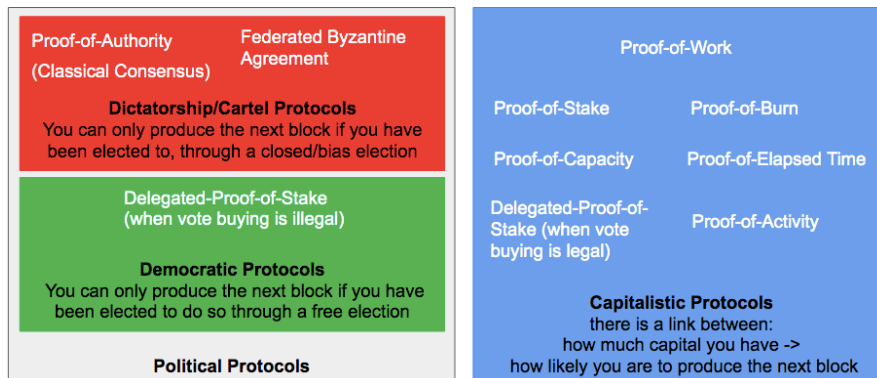 Proof-of-Authority
(Classical Consensus)
Federated Byzantine
Agreement
Dictatorship/Cartel Protocols
You can only produce the next block if you have
been elected to, through a closed/bias election
Delegated-Proof-of-Stake
(when vote buying is illegal)
Democratic Protocols
You can only produce the next block if you have
been elected to do so through a free election
Political Protocols
Proof-of-Work
Proof-of-Stake
Proof-of-Burn
Proof-of-Capacity
Proof-of-Elapsed Time
Delegated-Proof-of-
Stake (when vote
buying is legal)
Proof-of-Activity
Capitalistic Protocols
there is a link between:
how much capital you have ->
how likely you are to produce the next block